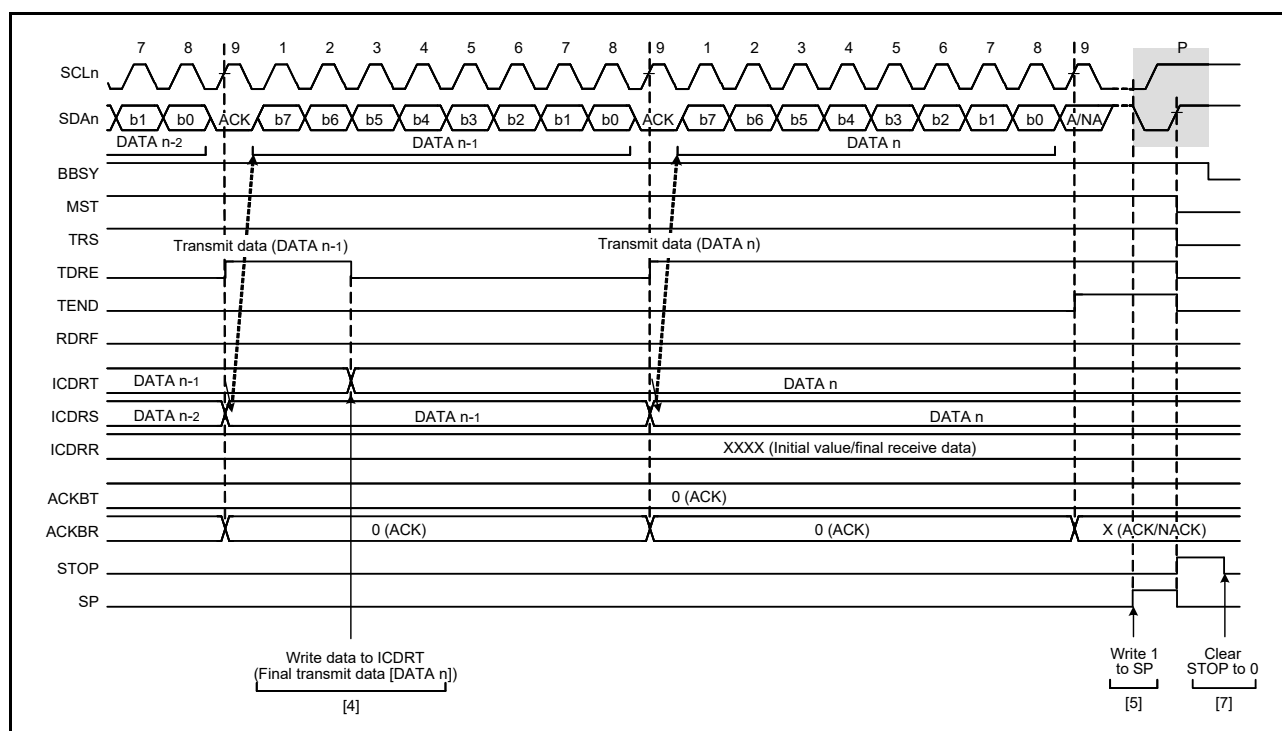 7 8 9 1 2 3 4 5 6 7 8 9 1 2 3 4 5 6 7 8 9 P
SCLn
SDAn b1 b0 ACK b7 b6 b5 b4 b3 b2 b1 b0 ACK b7 b6 b5 b4 b3 b2 b1 b0 A/NA
DATA n-2 DATA n-1 DATA n
BBSY
MST
TRS
Transmit data (DATA n-1) Transmit data (DATA n)
TDRE
TEND
RDRF
ICDRT DATA n-1 DATA n
ICDRS DATA n-2 DATA n-1 DATA n
ICDRR XXXX (Initial value/final receive data)
ACKBT 0 (ACK)
ACKBR 0 (ACK) 0 (ACK) X (ACK/NACK)
STOP
SP
Write data to ICDRT
(Final transmit data [DATA n])
[4]
Write 1
to SP
[5]
Clear
STOP to 0
[7]